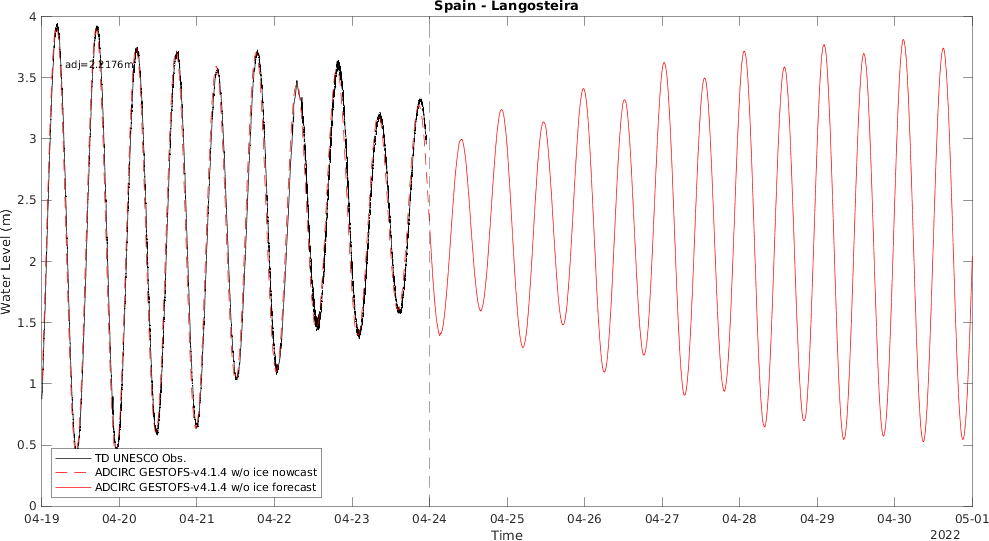 Spain - Langosteira
adj=2.2176m
Water Level (m)
4
3.5
3
2.5
2
1.5
1
0.5
0
TD UNESCO Obs.
ADCIRC GESTOFS-v4.1.4 w/o ice nowcast
ADCIRC GESTOFS-v4.1.4 w/o ice forecast
04-19 04-20 04-21 04-22 04-23 04-24 04-25 04-26 04-27 04-28 04-29 04-30 05-01
Time
2022